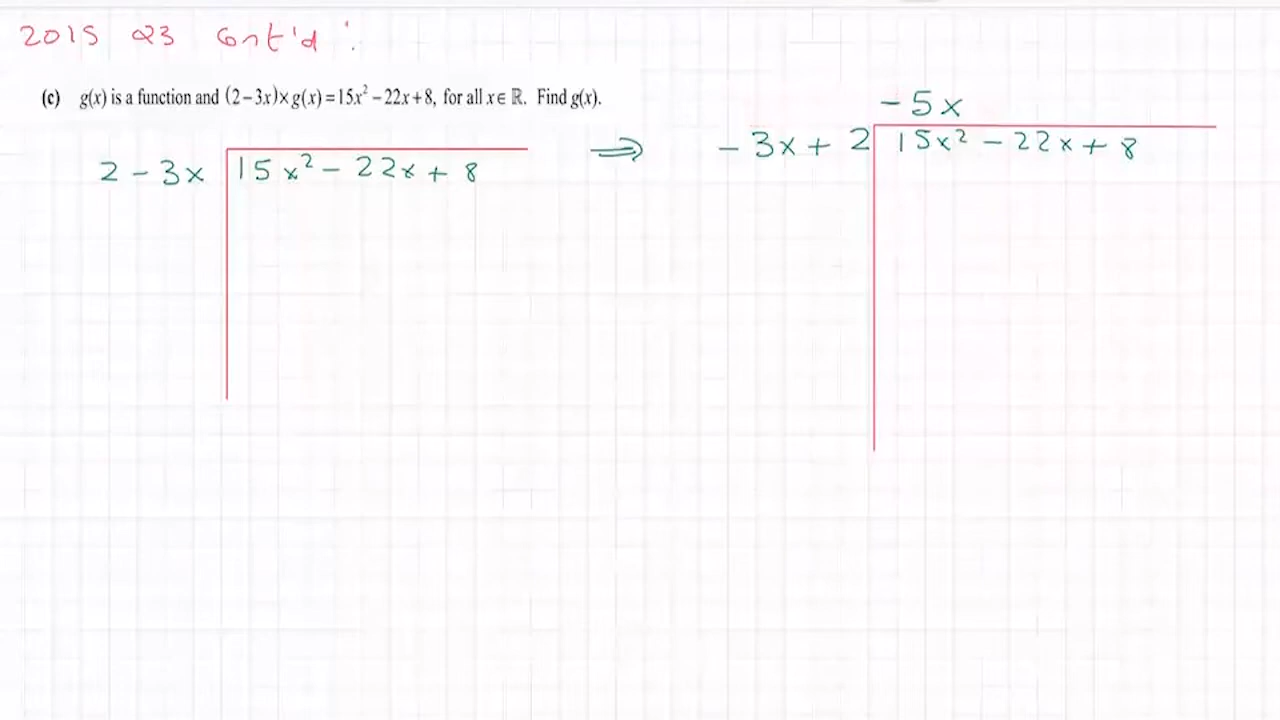 2015 Q3 Cont'd :
(c) g(x) is a function and (2−3x)×g(x)=15x²−22x+8, for all x∈ℝ. Find g(x).
2 - 3x 15x² - 22x + 8
⇒
- 5x
- 3x + 2 15x² - 22x + 8